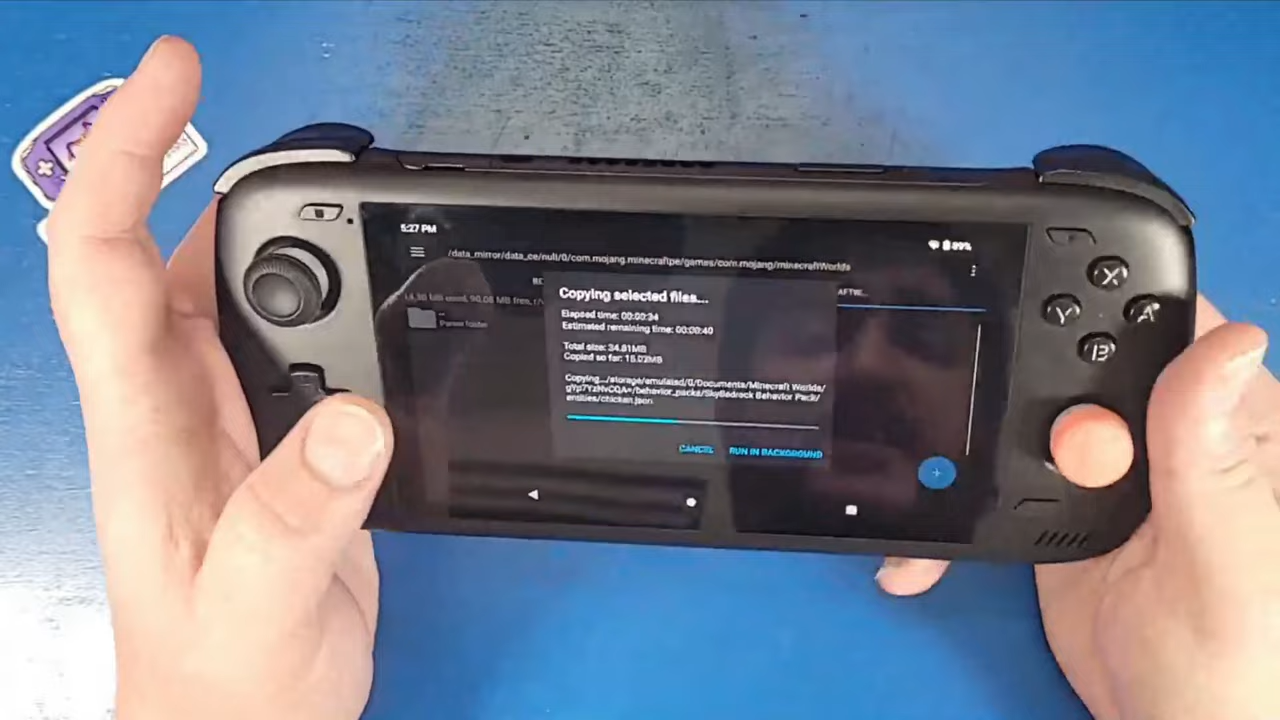 5:27 PM
89%
/data_mirror/data_ce/null/0/com.mojang.minecraftpe/games/com.mojang/minecraftWorlds
Parent folder
Copying selected files...
Elapsed time: 00:00:34
Estimated remaining time: 00:00:40
Total size: 34.81MB
Copied so far: 15.02MB
Copying.../storage/emulated/0/Documents/Minecraft Worlds/
behavior_packs/SkyBedrock Behavior Pack/
entities/chicken.json
CANCEL RUN IN BACKGROUND
X
Y
A
B